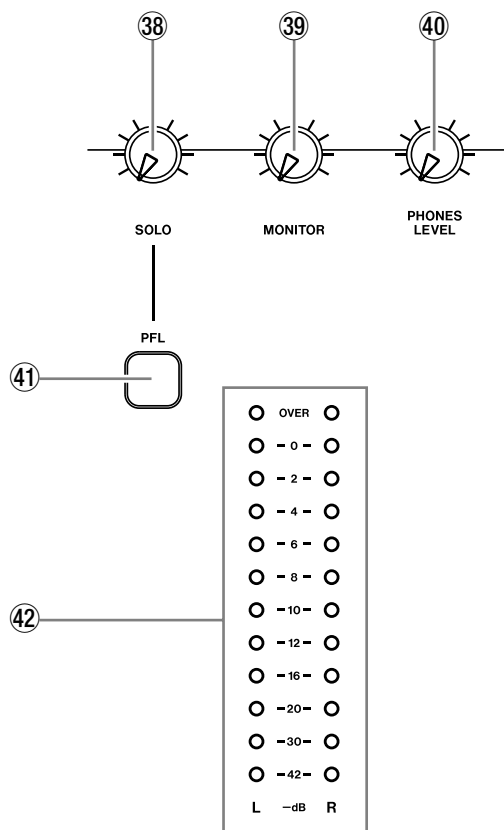 ㊳ ㊴ ㊵
SOLO MONITOR PHONES LEVEL
PFL
㊶
OVER
– 0 –
– 2 –
– 4 –
– 6 –
– 8 –
–10–
㊷
–12–
–16–
–20–
–30–
–42–
L –dB R